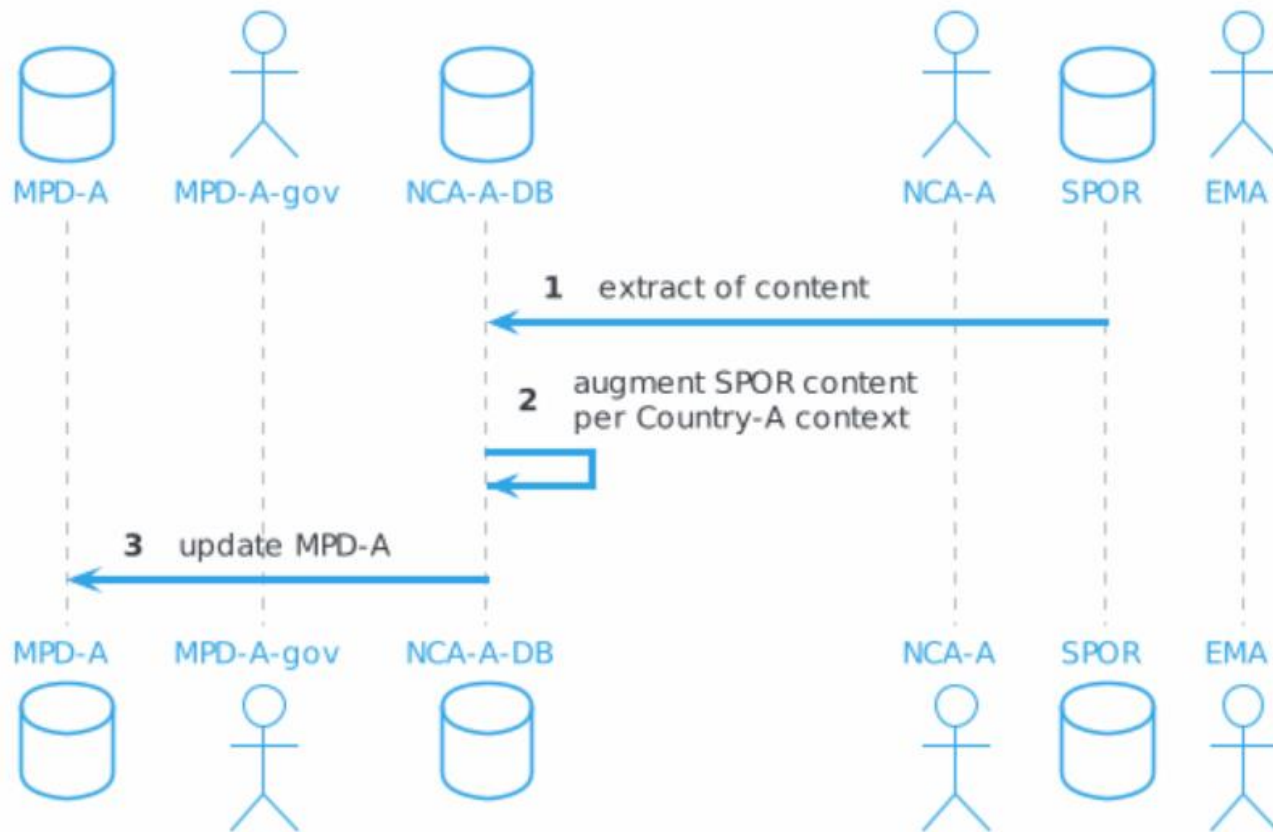 MPD-A MPD-A-gov NCA-A-DB NCA-A SPOR EMA
1 extract of content
2 augment SPOR content
per Country-A context
3 update MPD-A
MPD-A MPD-A-gov NCA-A-DB NCA-A SPOR EMA